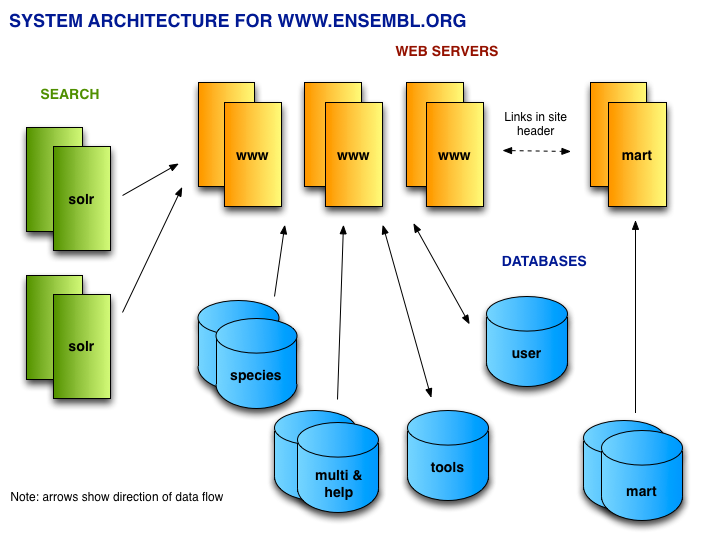 SYSTEM ARCHITECTURE FOR WWW.ENSEMBL.ORG
WEB SERVERS
SEARCH
Links in site
header
www
www
www
mart
solr
DATABASES
solr
user
species
tools
multi &
help
mart
Note: arrows show direction of data flow